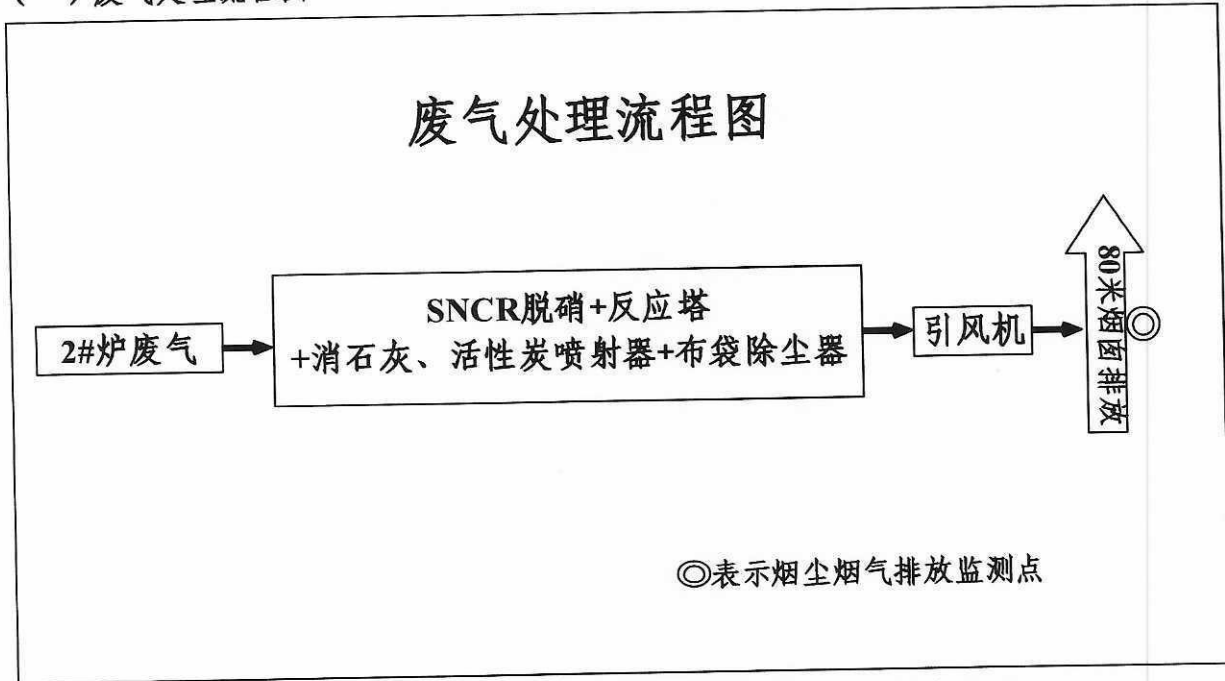 废气处理流程图
2#炉废气
SNCR脱硝+反应塔
+消石灰、活性炭喷射器+布袋除尘器
引风机
80米烟囱排放
◎
◎表示烟尘烟气排放监测点